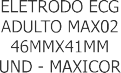 ELETRODO ECG
ADULTO MAX02
46MMX41MM
UND - MAXICOR